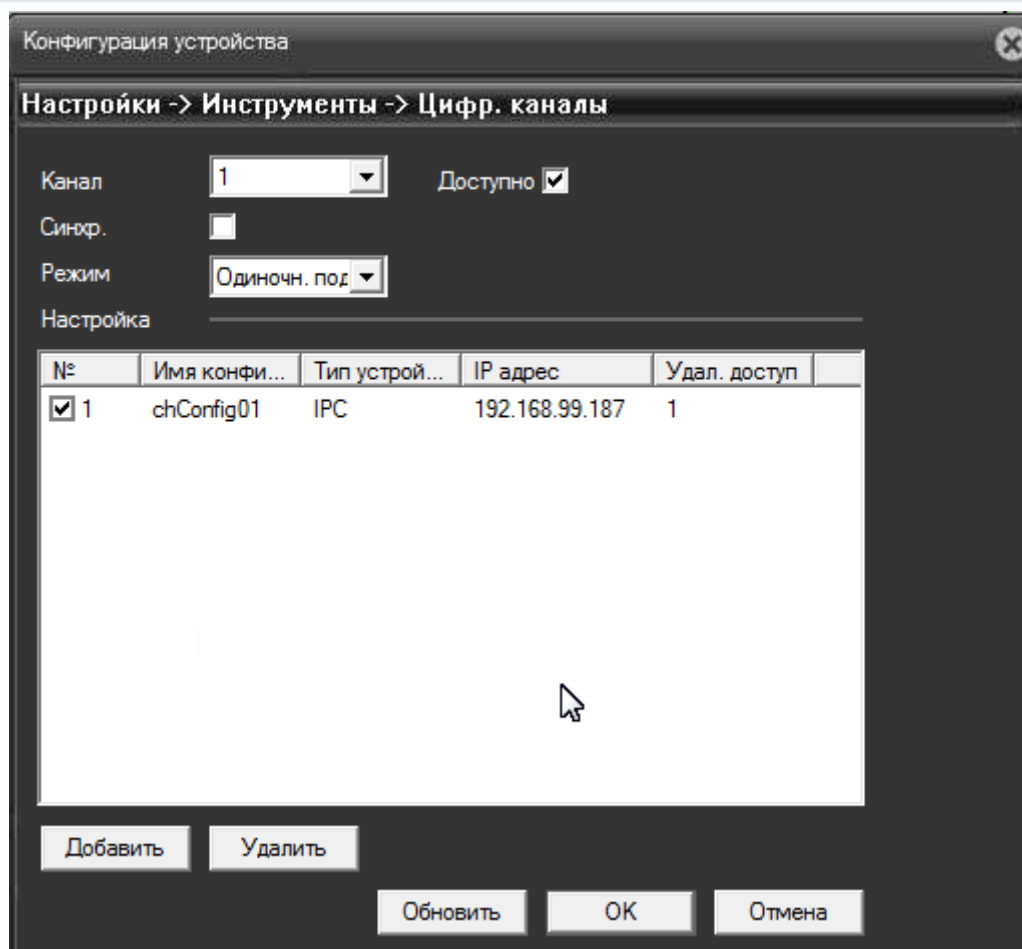 Конфигурация устройства
Настройки -> Инструменты -> Цифр. каналы
Канал 1 Доступно
Синхр.
Режим Одиночн. под
Настройка
№ Имя конфи... Тип устрой... IP адрес Удал. доступ
1 chConfig01 IPC 192.168.99.187 1
Добавить Удалить
Обновить OK Отмена